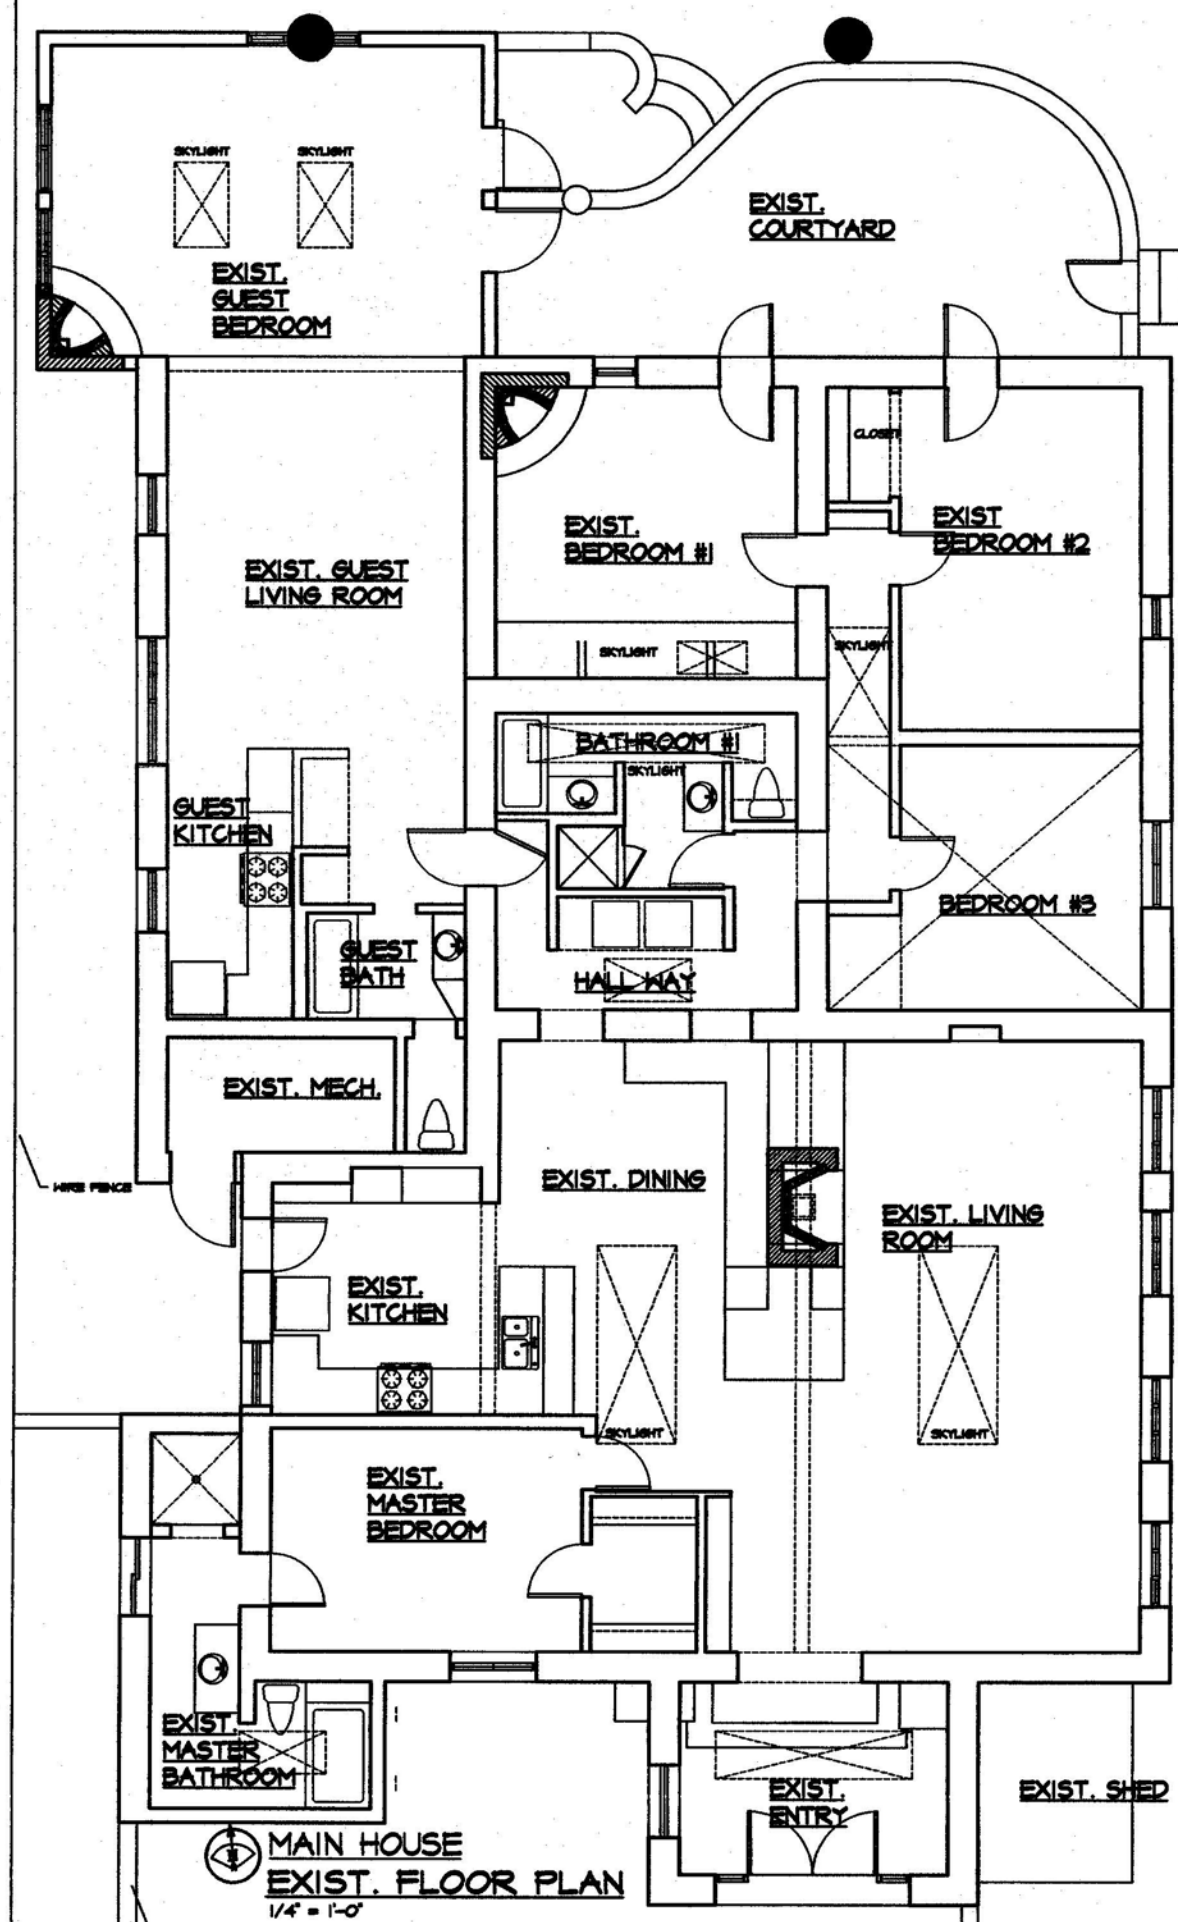 SKYLIGHT
SKYLIGHT
EXIST.
COURTYARD
EXIST.
GUEST
BEDROOM
CLOSET
EXIST.
BEDROOM #1
EXIST
BEDROOM #2
EXIST. GUEST
LIVING ROOM
SKYLIGHT
SKYLIGHT
BATHROOM #1
SKYLIGHT
GUEST
KITCHEN
BEDROOM #3
GUEST
BATH
HALL WAY
EXIST. MECH.
WIRE FENCE
EXIST. DINING
EXIST. LIVING
ROOM
EXIST.
KITCHEN
SKYLIGHT
SKYLIGHT
EXIST.
MASTER
BEDROOM
EXIST.
MASTER
BATHROOM
EXIST.
ENTRY
EXIST. SHED
MAIN HOUSE
EXIST. FLOOR PLAN
1/4" = 1'-0"